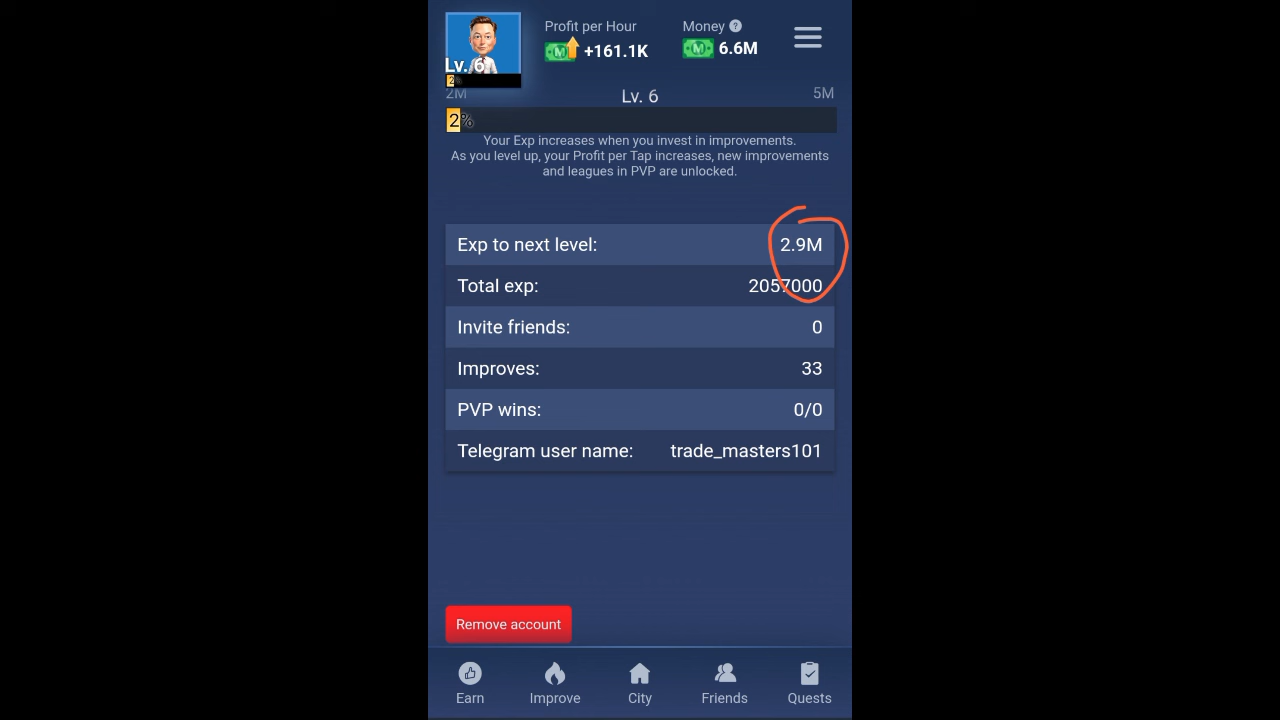 Profit per Hour
Money ?
+161.1K
6.6M
Lv. 6
2%
2M
Lv. 6
5M
2%
Your Exp increases when you invest in improvements.
As you level up, your Profit per Tap increases, new improvements
and leagues in PVP are unlocked.
Exp to next level: 2.9M
Total exp: 2057000
Invite friends: 0
Improves: 33
PVP wins: 0/0
Telegram user name: trade_masters101
Remove account
Earn Improve City Friends Quests